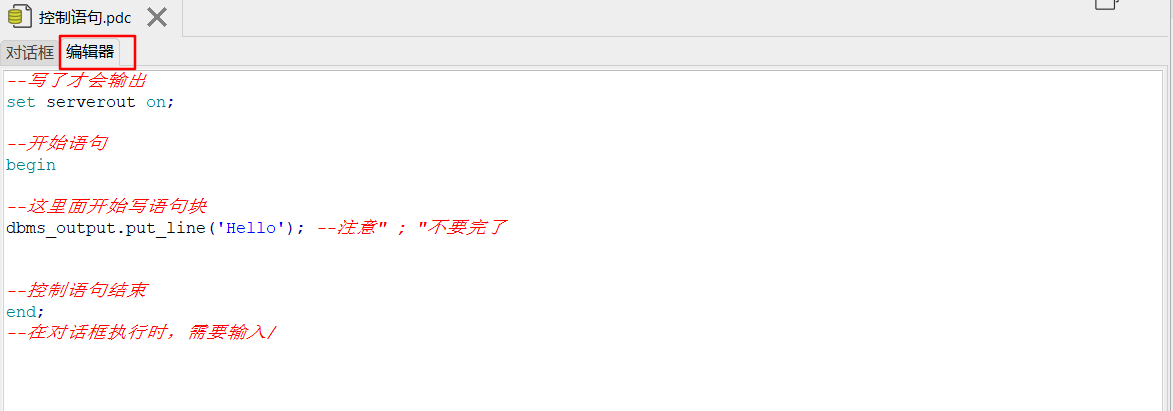 控制语句.pdc
对话框 编辑器
--写了才会输出
set serverout on;
--开始语句
begin
--这里面开始写语句块
dbms_output.put_line('Hello'); --注意" ; "不要完了
--控制语句结束
end;
--在对话框执行时，需要输入/